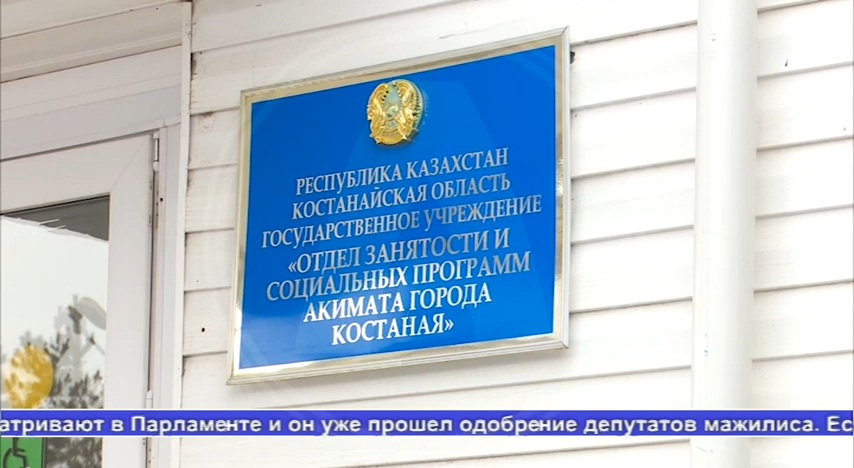 РЕСПУБЛИКА КАЗАХСТАН
КОСТАНАЙСКАЯ ОБЛАСТЬ
ГОСУДАРСТВЕННОЕ УЧРЕЖДЕНИЕ
«ОТДЕЛ ЗАНЯТОСТИ И
СОЦИАЛЬНЫХ ПРОГРАММ
АКИМАТА ГОРОДА
КОСТАНАЯ»
атривают в Парламенте и он уже прошел одобрение депутатов мажилиса. Ес